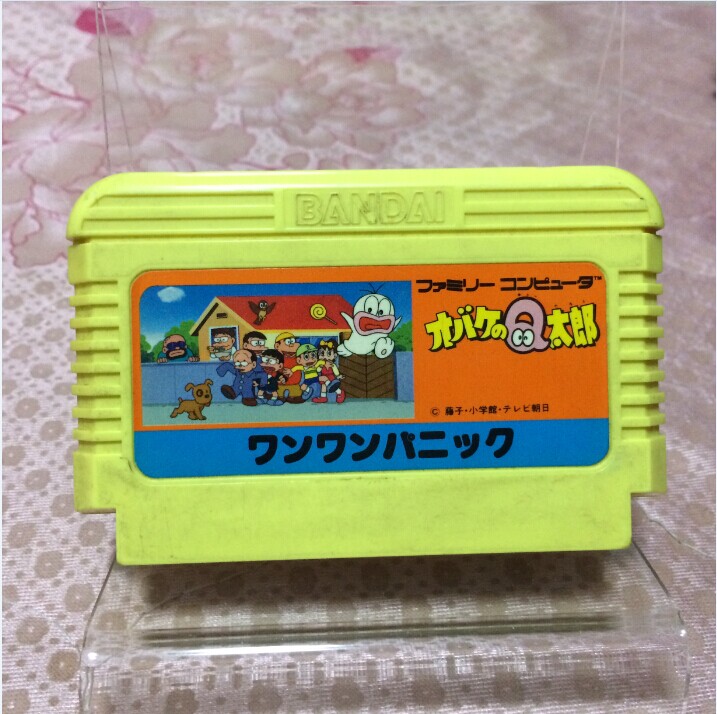 BANDAI
ファミリー コンピュータ™
オバケのQ太郎
© 藤子・小学館・テレビ朝日
ワンワンパニック